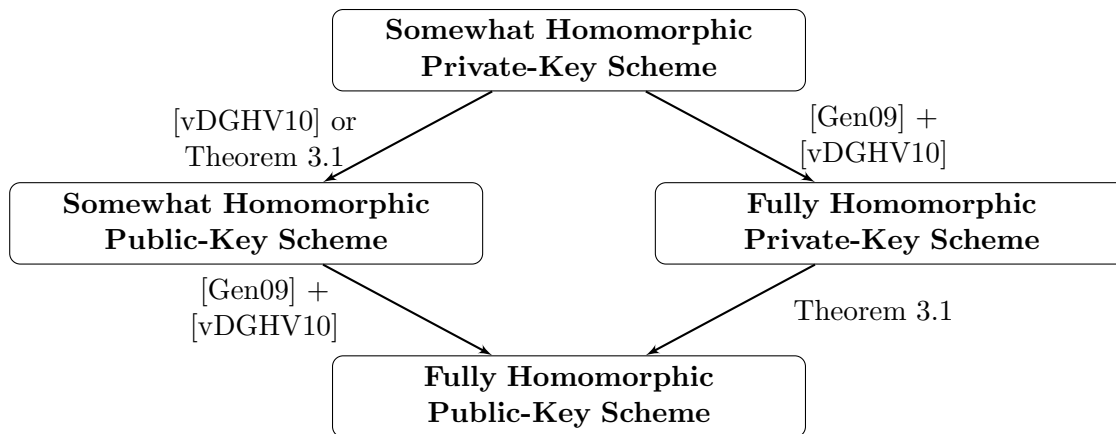 Somewhat Homomorphic
Private-Key Scheme
[vDGHV10] or
Theorem 3.1
[Gen09] +
[vDGHV10]
Somewhat Homomorphic
Public-Key Scheme
Fully Homomorphic
Private-Key Scheme
[Gen09] +
[vDGHV10]
Theorem 3.1
Fully Homomorphic
Public-Key Scheme